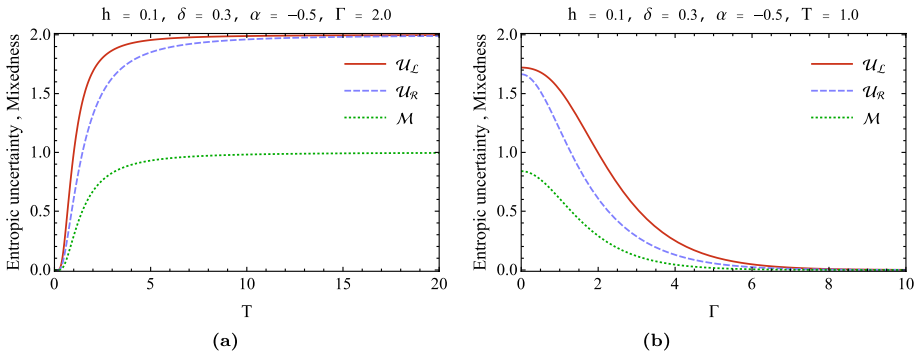 h = 0.1, δ = 0.3, α = −0.5, Γ = 2.0
Entropic uncertainty , Mixedness
2.0
1.5
1.0
0.5
0.0
0 5 10 15 20
T
𝒰ℒ
𝒰ℛ
ℳ
(a)
h = 0.1, δ = 0.3, α = −0.5, T = 1.0
Entropic uncertainty , Mixedness
2.0
1.5
1.0
0.5
0.0
0 2 4 6 8 10
Γ
𝒰ℒ
𝒰ℛ
ℳ
(b)